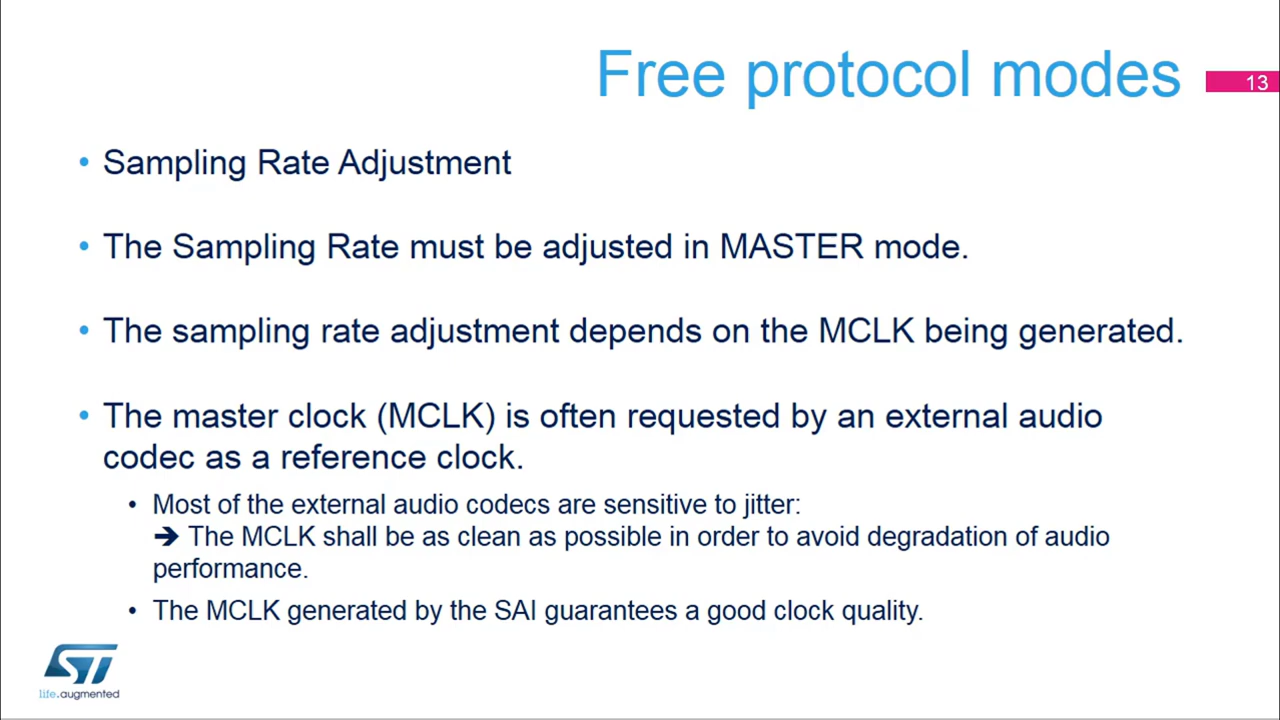 Free protocol modes
13
• Sampling Rate Adjustment
• The Sampling Rate must be adjusted in MASTER mode.
• The sampling rate adjustment depends on the MCLK being generated.
• The master clock (MCLK) is often requested by an external audio
codec as a reference clock.
• Most of the external audio codecs are sensitive to jitter:
➔ The MCLK shall be as clean as possible in order to avoid degradation of audio
performance.
• The MCLK generated by the SAI guarantees a good clock quality.
ST
life.augmented